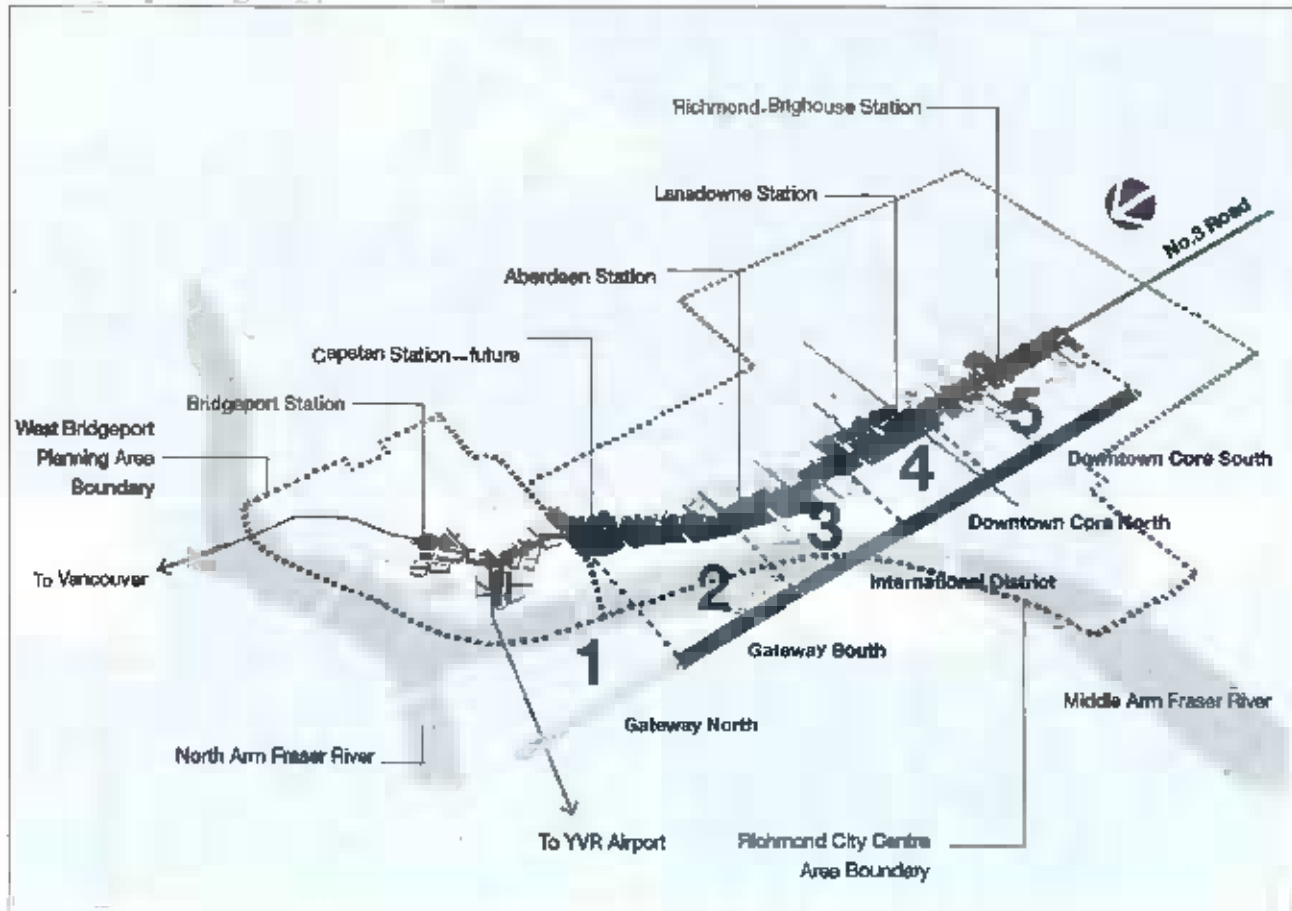 Richmond-Brighouse Station
Lansdowne Station
No.3 Road
Aberdeen Station
Capstan Station—future
Bridgeport Station
West Bridgeport
Planning Area
Boundary
5
4
Downtown Core South
3
Downtown Core North
To Vancouver
2
International District
1
Gateway South
Middle Arm Fraser River
Gateway North
North Arm Fraser River
To YVR Airport
Richmond City Centre
Area Boundary